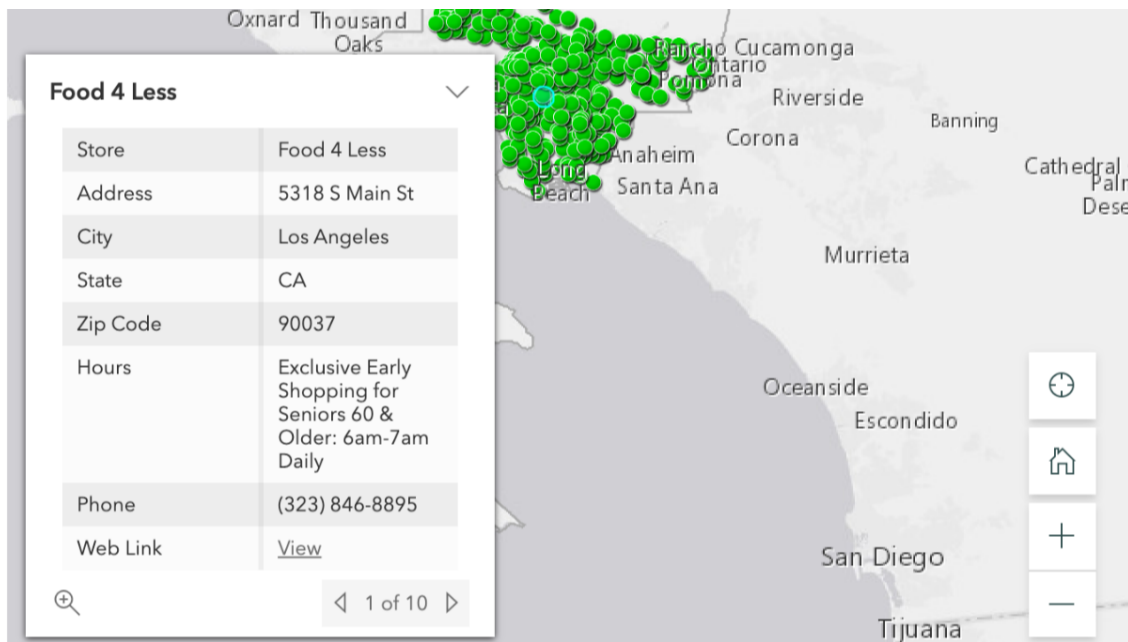 Oxnard Thousand
Oaks
Rancho Cucamonga
Ontario
Pomona
Riverside
Banning
Corona
Anaheim
Cathedral
Long
Beach
Santa Ana
Murrieta
Oceanside
Escondido
San Diego
Tijuana
Food 4 Less
Store Food 4 Less
Address 5318 S Main St
City Los Angeles
State CA
Zip Code 90037
Hours Exclusive Early
Shopping for
Seniors 60 &
Older: 6am-7am
Daily
Phone (323) 846-8895
Web Link View
1 of 10